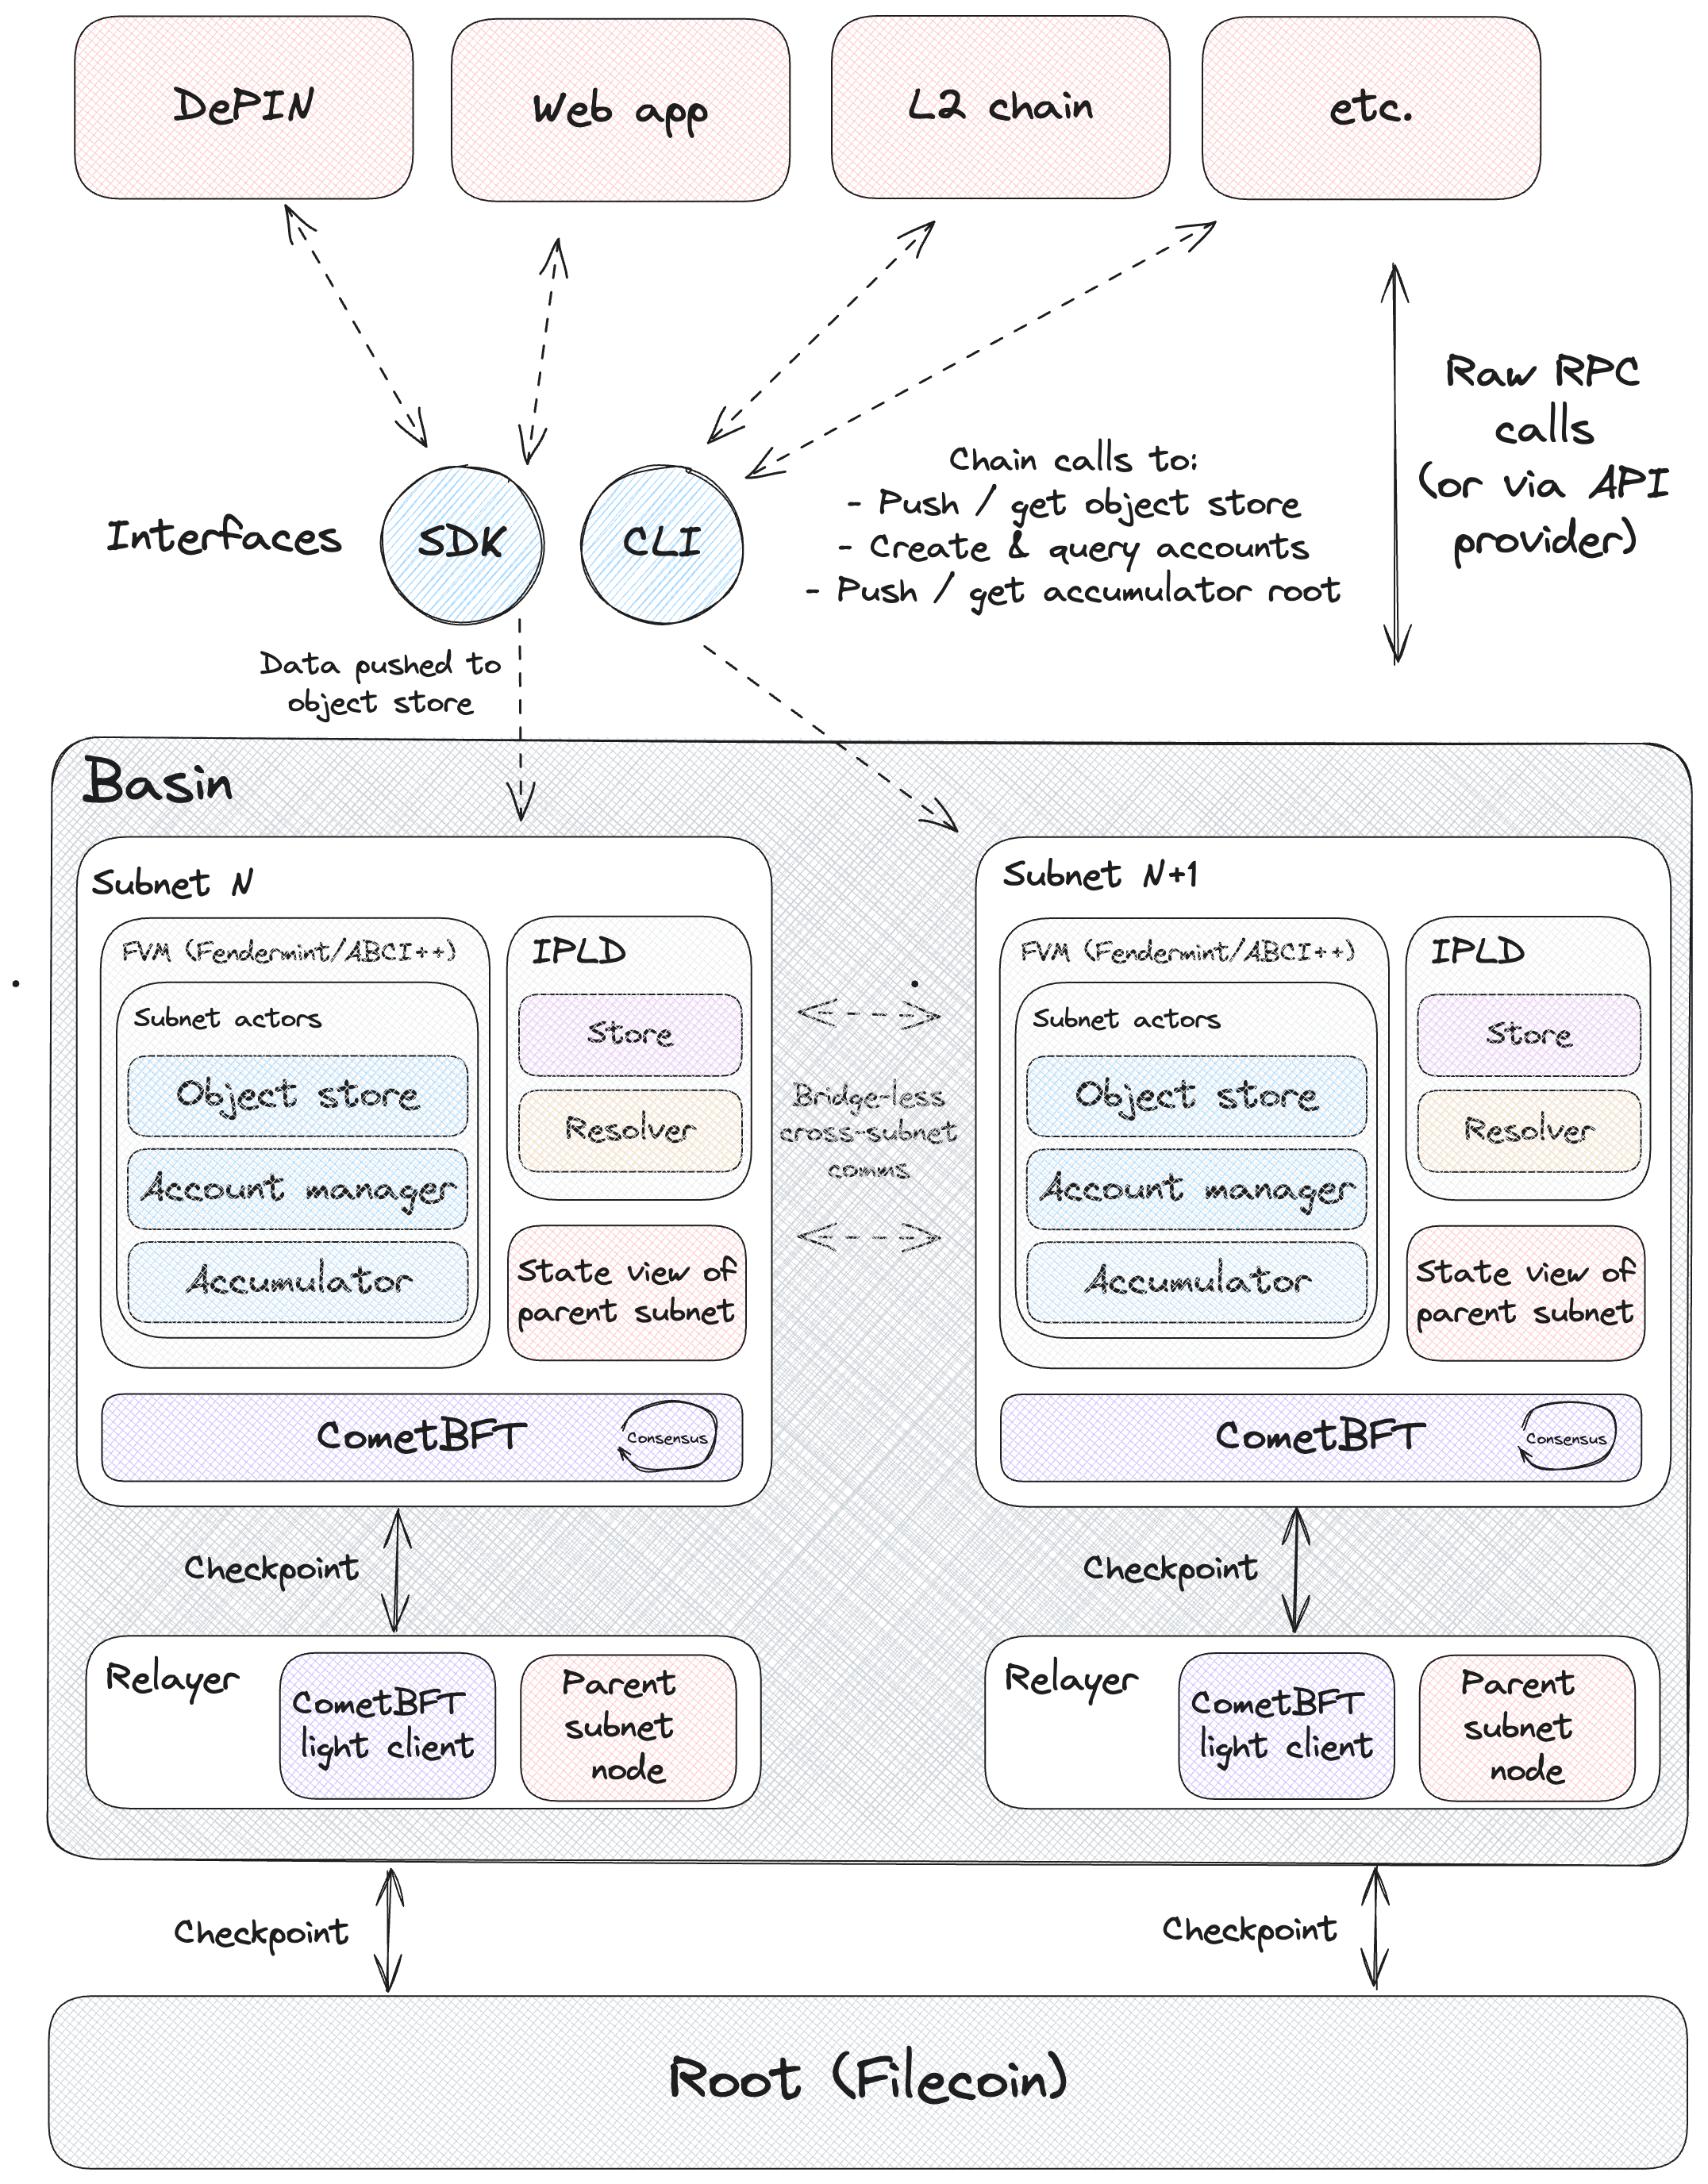 DePIN
Web app
L2 chain
etc.
Raw RPC
calls
(or via API
provider)
Interfaces
SDK
CLI
Chain calls to:
- Push / get object store
- Create & query accounts
- Push / get accumulator root
Data pushed to
object store
Basin
Subnet N
FVM (Fendermint/ABCI++)
Subnet actors
Object store
Account manager
Accumulator
IPLD
Store
Resolver
State view of
parent subnet
CometBFT
Consensus
Bridge-less
cross-subnet
comms
Subnet N+1
FVM (Fendermint/ABCI++)
Subnet actors
Object store
Account manager
Accumulator
IPLD
Store
Resolver
State view of
parent subnet
CometBFT
Consensus
Checkpoint
Checkpoint
Relayer
CometBFT
light client
Parent
subnet
node
Relayer
CometBFT
light client
Parent
subnet
node
Checkpoint
Checkpoint
Root (Filecoin)